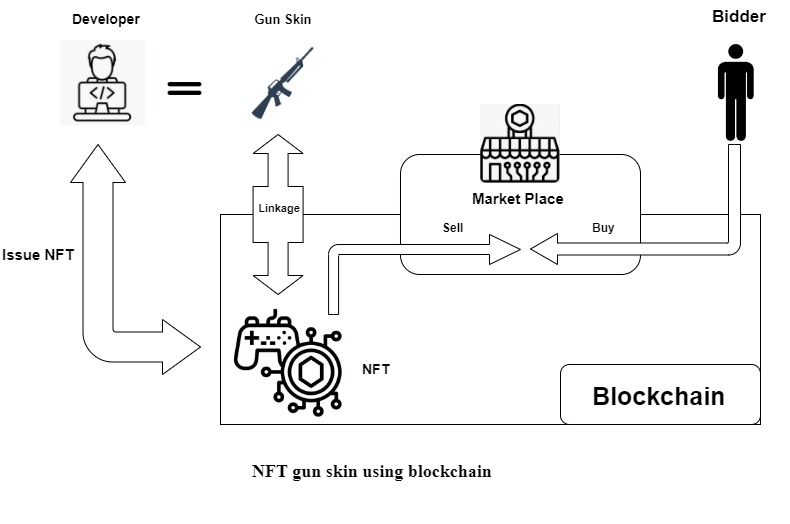 Developer
Gun Skin
Bidder
</>
Linkage
Market Place
Sell
Buy
Issue NFT
NFT
Blockchain
NFT gun skin using blockchain